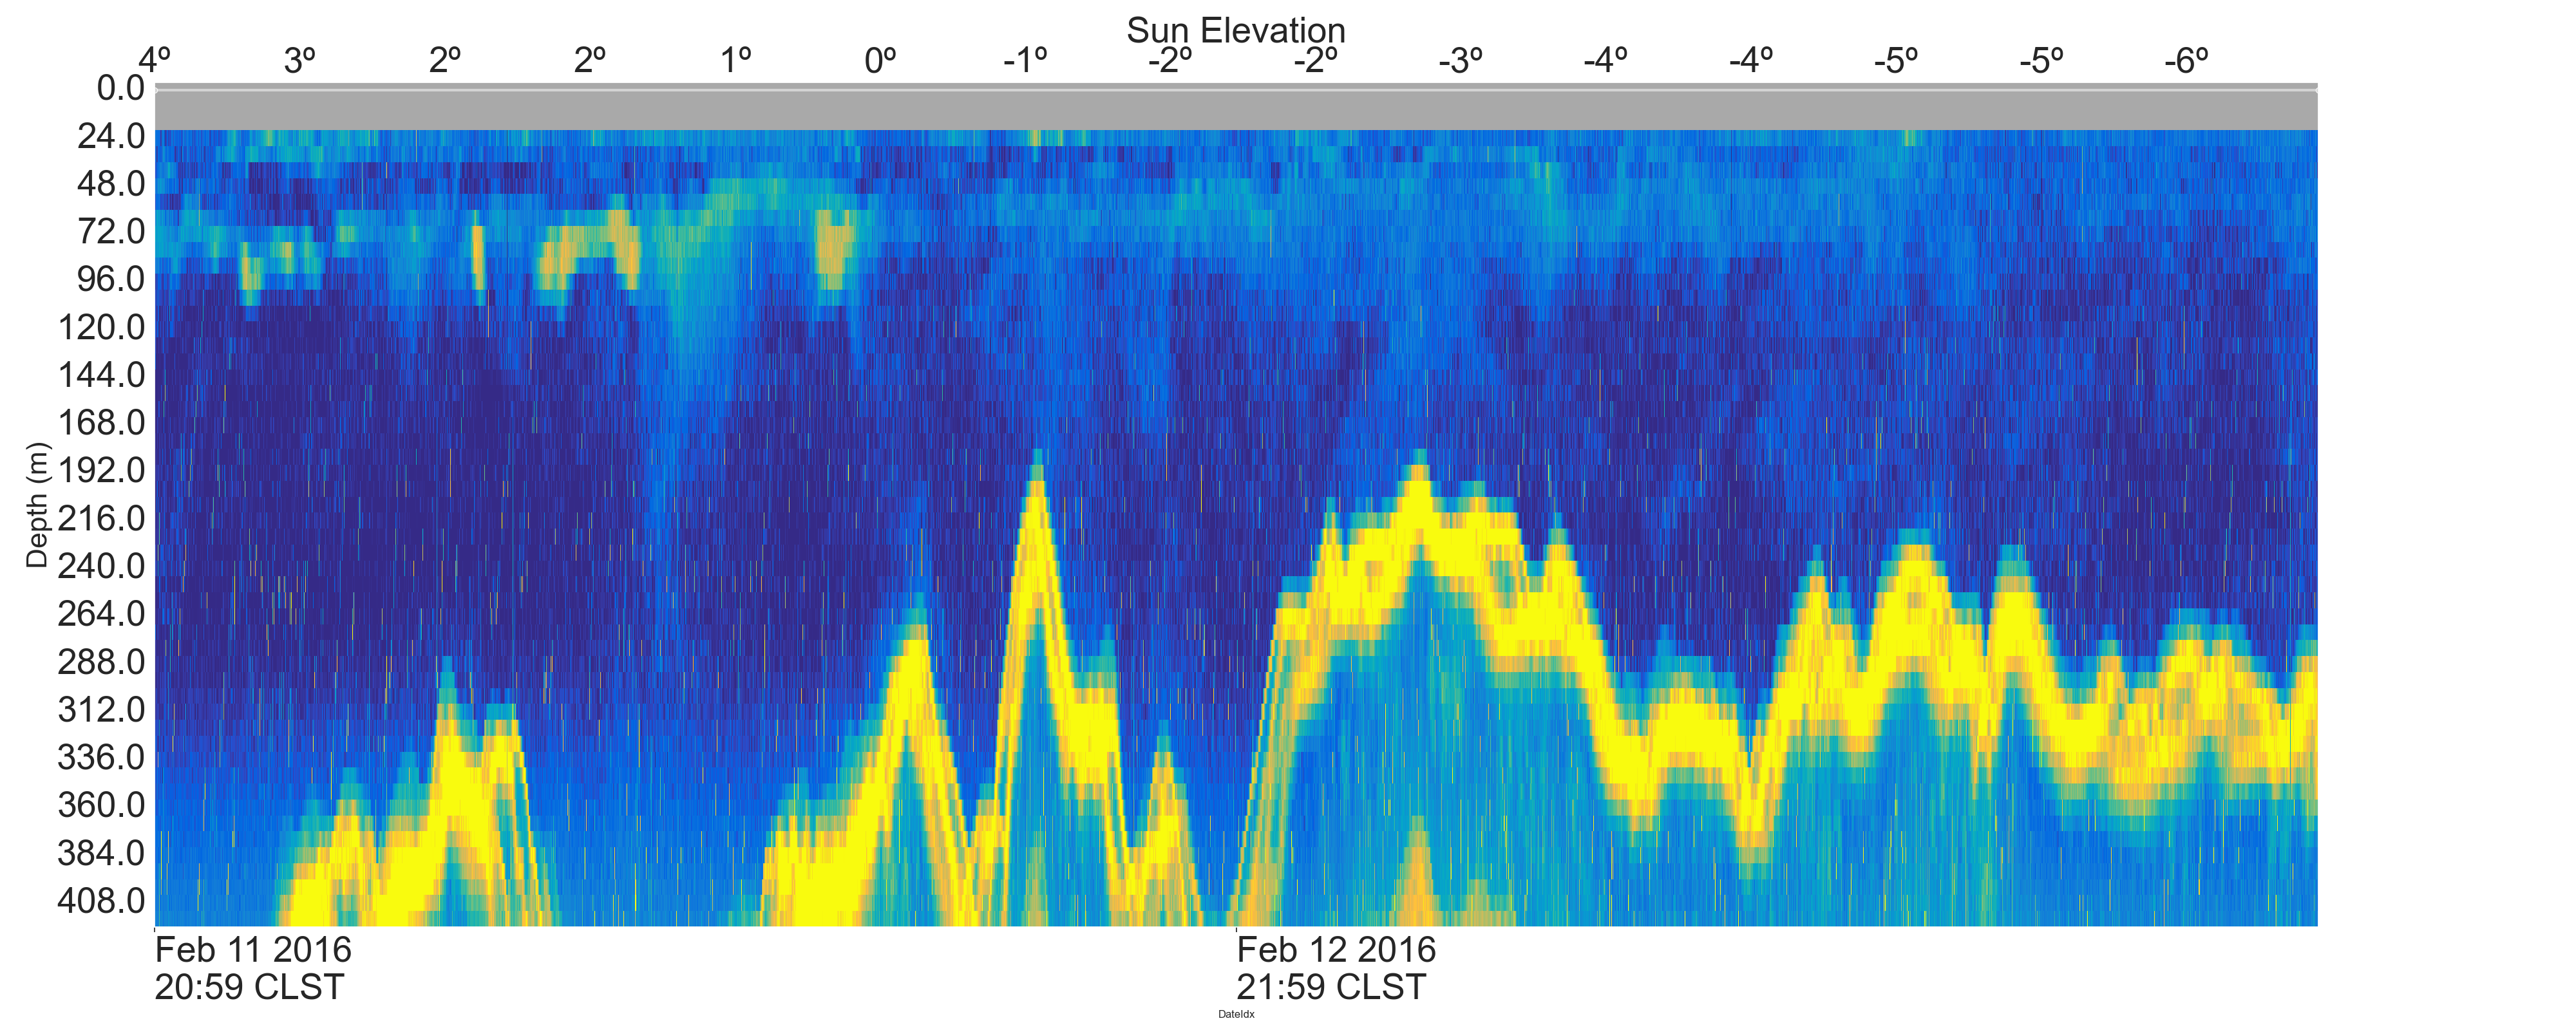 Sun Elevation
4º 3º 2º 2º 1º 0º -1º -2º -2º -3º -4º -4º -5º -5º -6º
0.0
24.0
48.0
72.0
96.0
120.0
144.0
168.0
192.0
216.0
240.0
264.0
288.0
312.0
336.0
360.0
384.0
408.0
Depth (m)
Feb 11 2016
20:59 CLST
Feb 12 2016
21:59 CLST
DateIdx